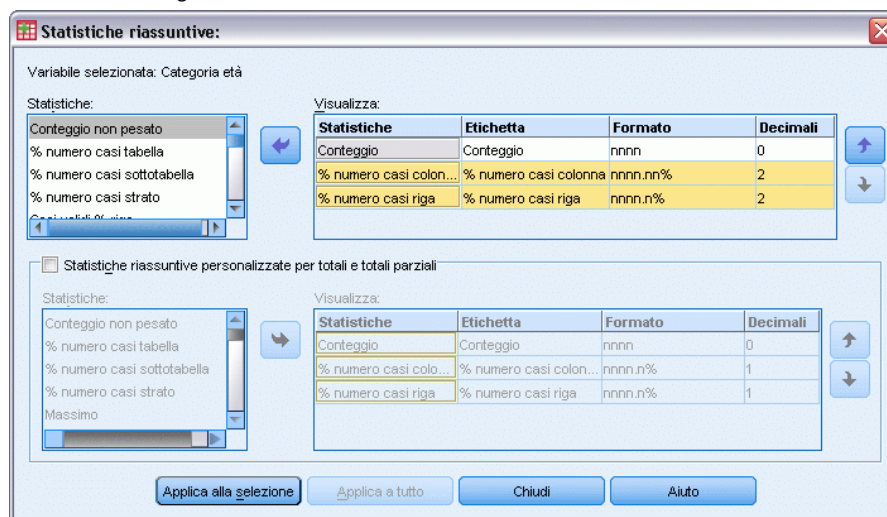 Statistiche riassuntive:
Variabile selezionata: Categoria età
Statistiche:
Conteggio non pesato
% numero casi tabella
% numero casi sottotabella
% numero casi strato
Casi validi % riga
Visualizza:
Statistiche Etichetta Formato Decimali
Conteggio Conteggio nnnn 0
% numero casi colon... % numero casi colonna nnnn.nn% 2
% numero casi riga % numero casi riga nnnn.n% 2
Statistiche riassuntive personalizzate per totali e totali parziali
Statistiche:
Conteggio non pesato
% numero casi tabella
% numero casi sottotabella
% numero casi strato
Massimo
Visualizza:
Statistiche Etichetta Formato Decimali
Conteggio Conteggio nnnn 0
% numero casi colo... % numero casi colon... nnnn.n% 1
% numero casi riga % numero casi riga nnnn.n% 1
Applica alla selezione Applica a tutto Chiudi Aiuto